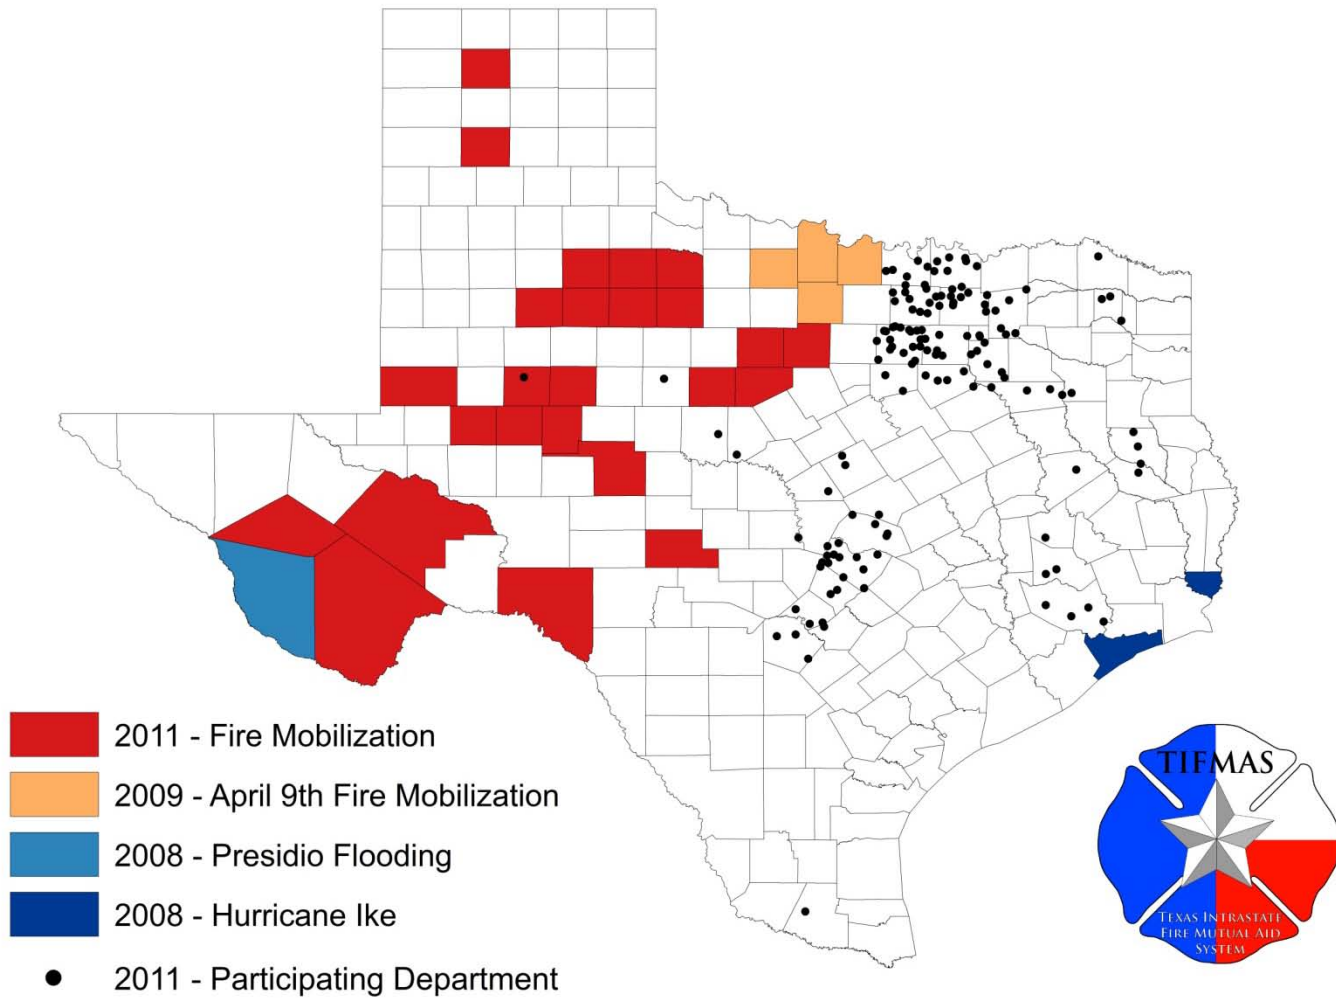 2011 - Fire Mobilization
2009 - April 9th Fire Mobilization
2008 - Presidio Flooding
2008 - Hurricane Ike
2011 - Participating Department
TIFMAS
TEXAS INTRASTATE
FIRE MUTUAL AID
SYSTEM